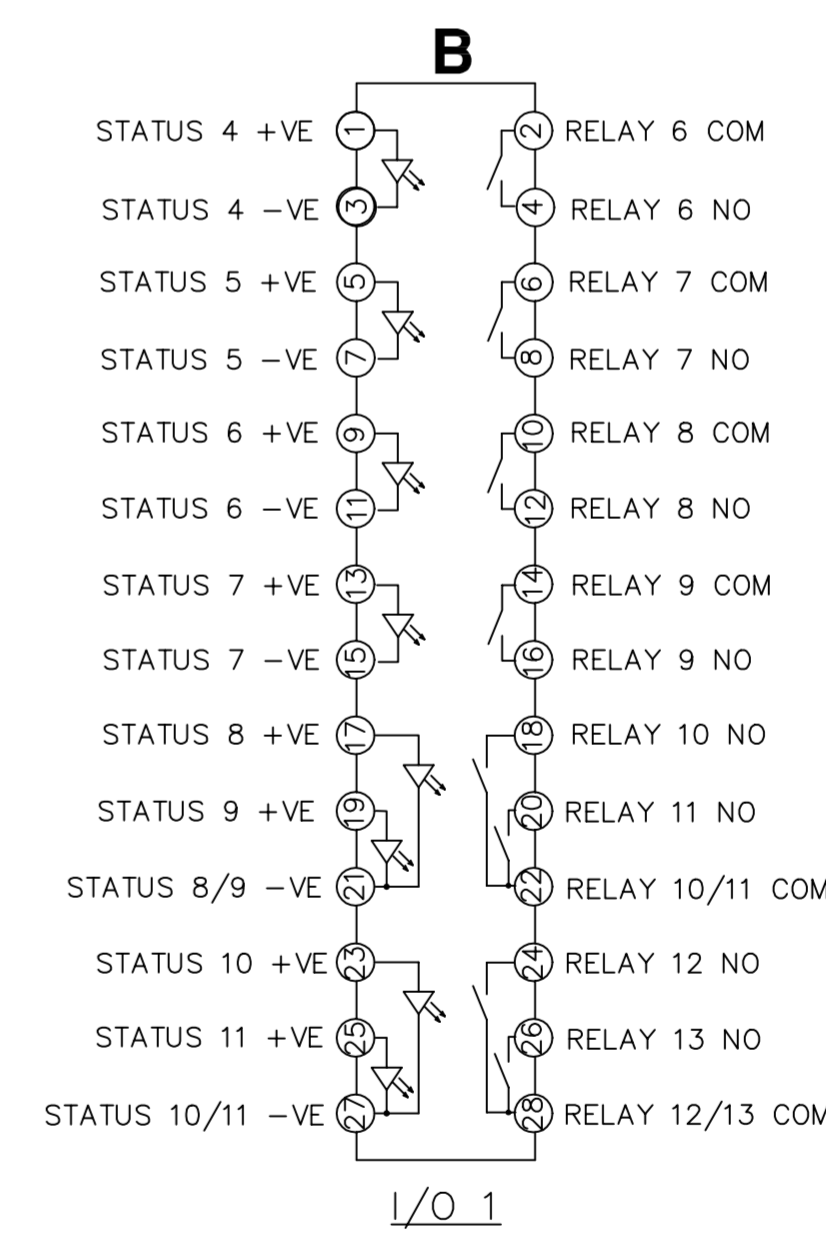 B
STATUS 4 +VE 1 2 RELAY 6 COM
STATUS 4 −VE 3 4 RELAY 6 NO
STATUS 5 +VE 5 6 RELAY 7 COM
STATUS 5 −VE 7 8 RELAY 7 NO
STATUS 6 +VE 9 10 RELAY 8 COM
STATUS 6 −VE 11 12 RELAY 8 NO
STATUS 7 +VE 13 14 RELAY 9 COM
STATUS 7 −VE 15 16 RELAY 9 NO
STATUS 8 +VE 17 18 RELAY 10 NO
STATUS 9 +VE 19 20 RELAY 11 NO
STATUS 8/9 −VE 21 22 RELAY 10/11 COM
STATUS 10 +VE 23 24 RELAY 12 NO
STATUS 11 +VE 25 26 RELAY 13 NO
STATUS 10/11 −VE 27 28 RELAY 12/13 COM
I/O 1